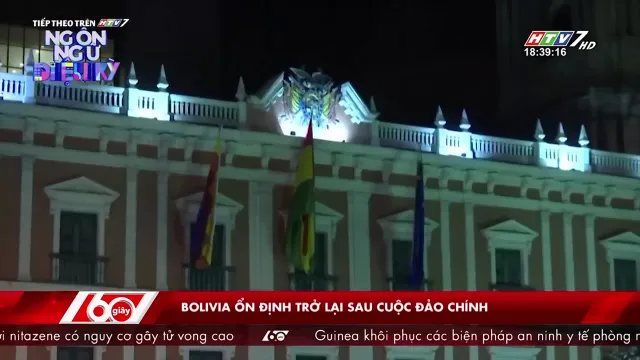 TIẾP THEO TRÊN HTV7
NGÔN
NGỮ
DIỆU KỲ
HTV7 HD
18:39:16
60 giây
BOLIVIA ỔN ĐỊNH TRỞ LẠI SAU CUỘC ĐẢO CHÍNH
nitazene có nguy cơ gây tử vong cao 60 Guinea khôi phục các biện pháp an ninh y tế phòng